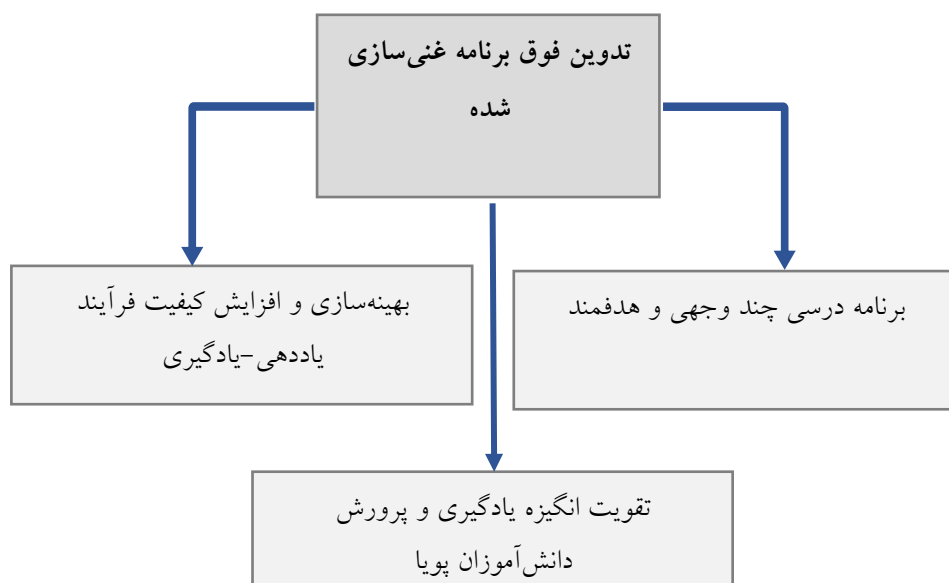 تدوین فوق برنامه غنی‌سازی
شده
برنامه درسی چند وجهی و هدفمند
بهینه‌سازی و افزایش کیفیت فرآیند
یاددهی-یادگیری
تقویت انگیزه یادگیری و پرورش
دانش‌آموزان پویا